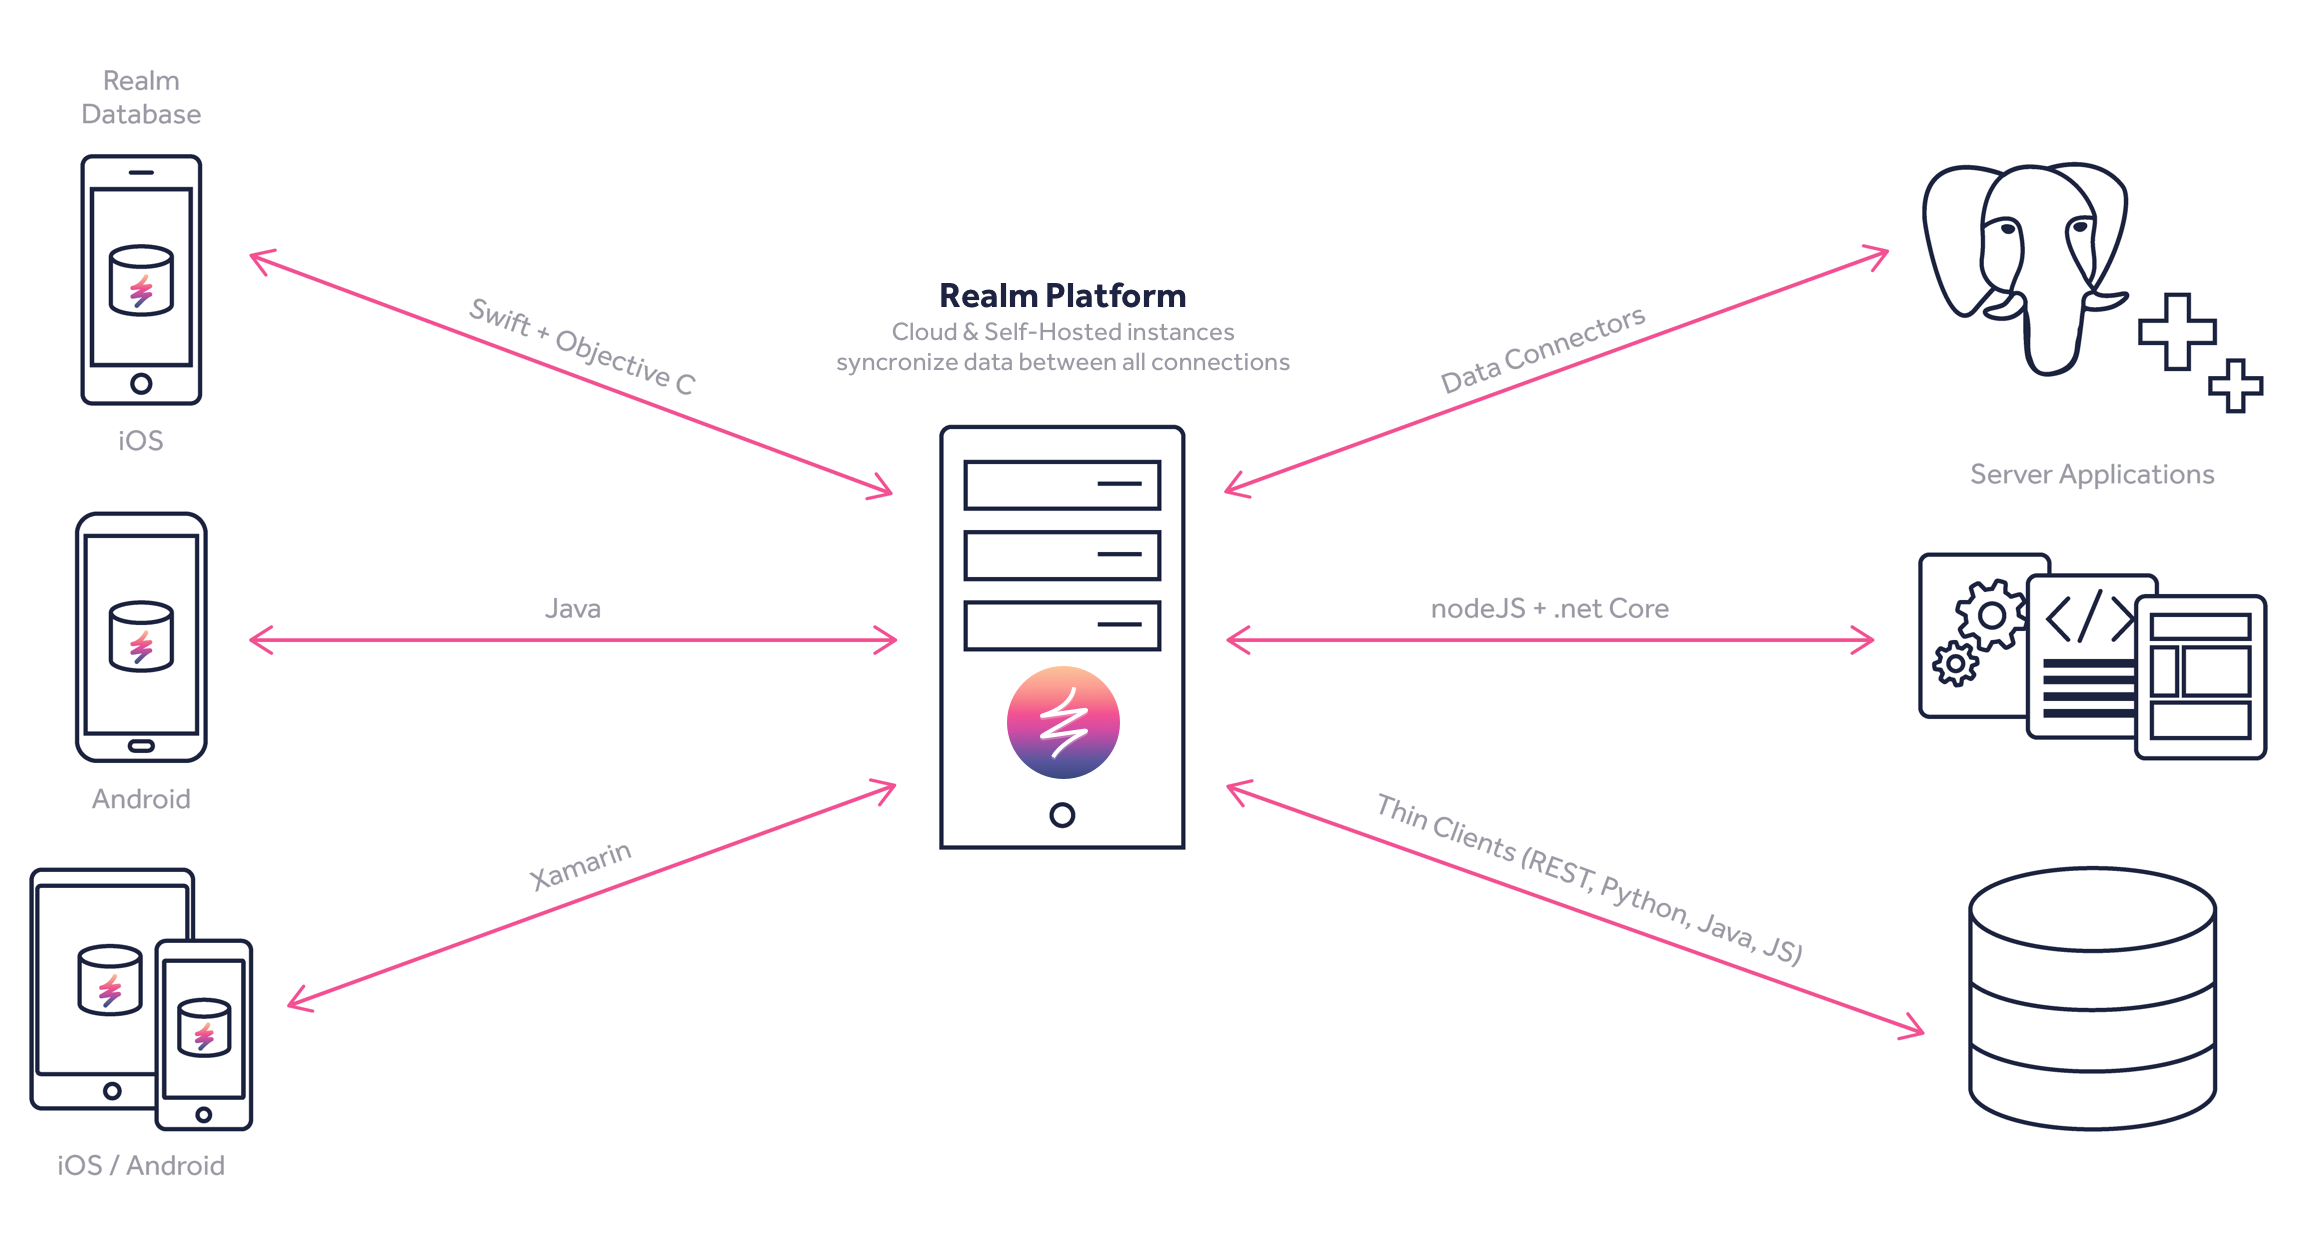 Realm
Database
iOS
Android
iOS / Android
Swift + Objective C
Java
Xamarin
Realm Platform
Cloud & Self-Hosted instances
syncronize data between all connections
Data Connectors
nodeJS + .net Core
Thin Clients (REST, Python, Java, JS)
Server Applications